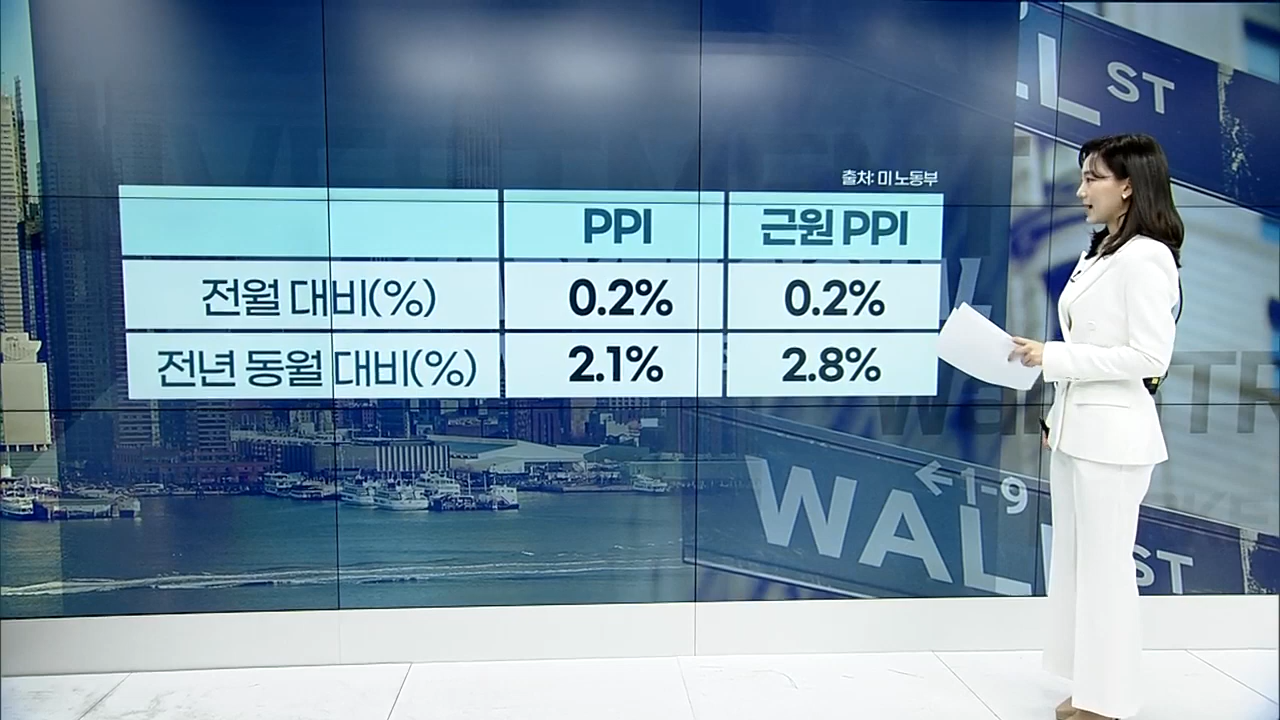 LL ST
출처: 미 노동부
PPI 근원 PPI
전월 대비(%) 0.2% 0.2%
전년 동월 대비(%) 2.1% 2.8%
←1-9
WALL ST